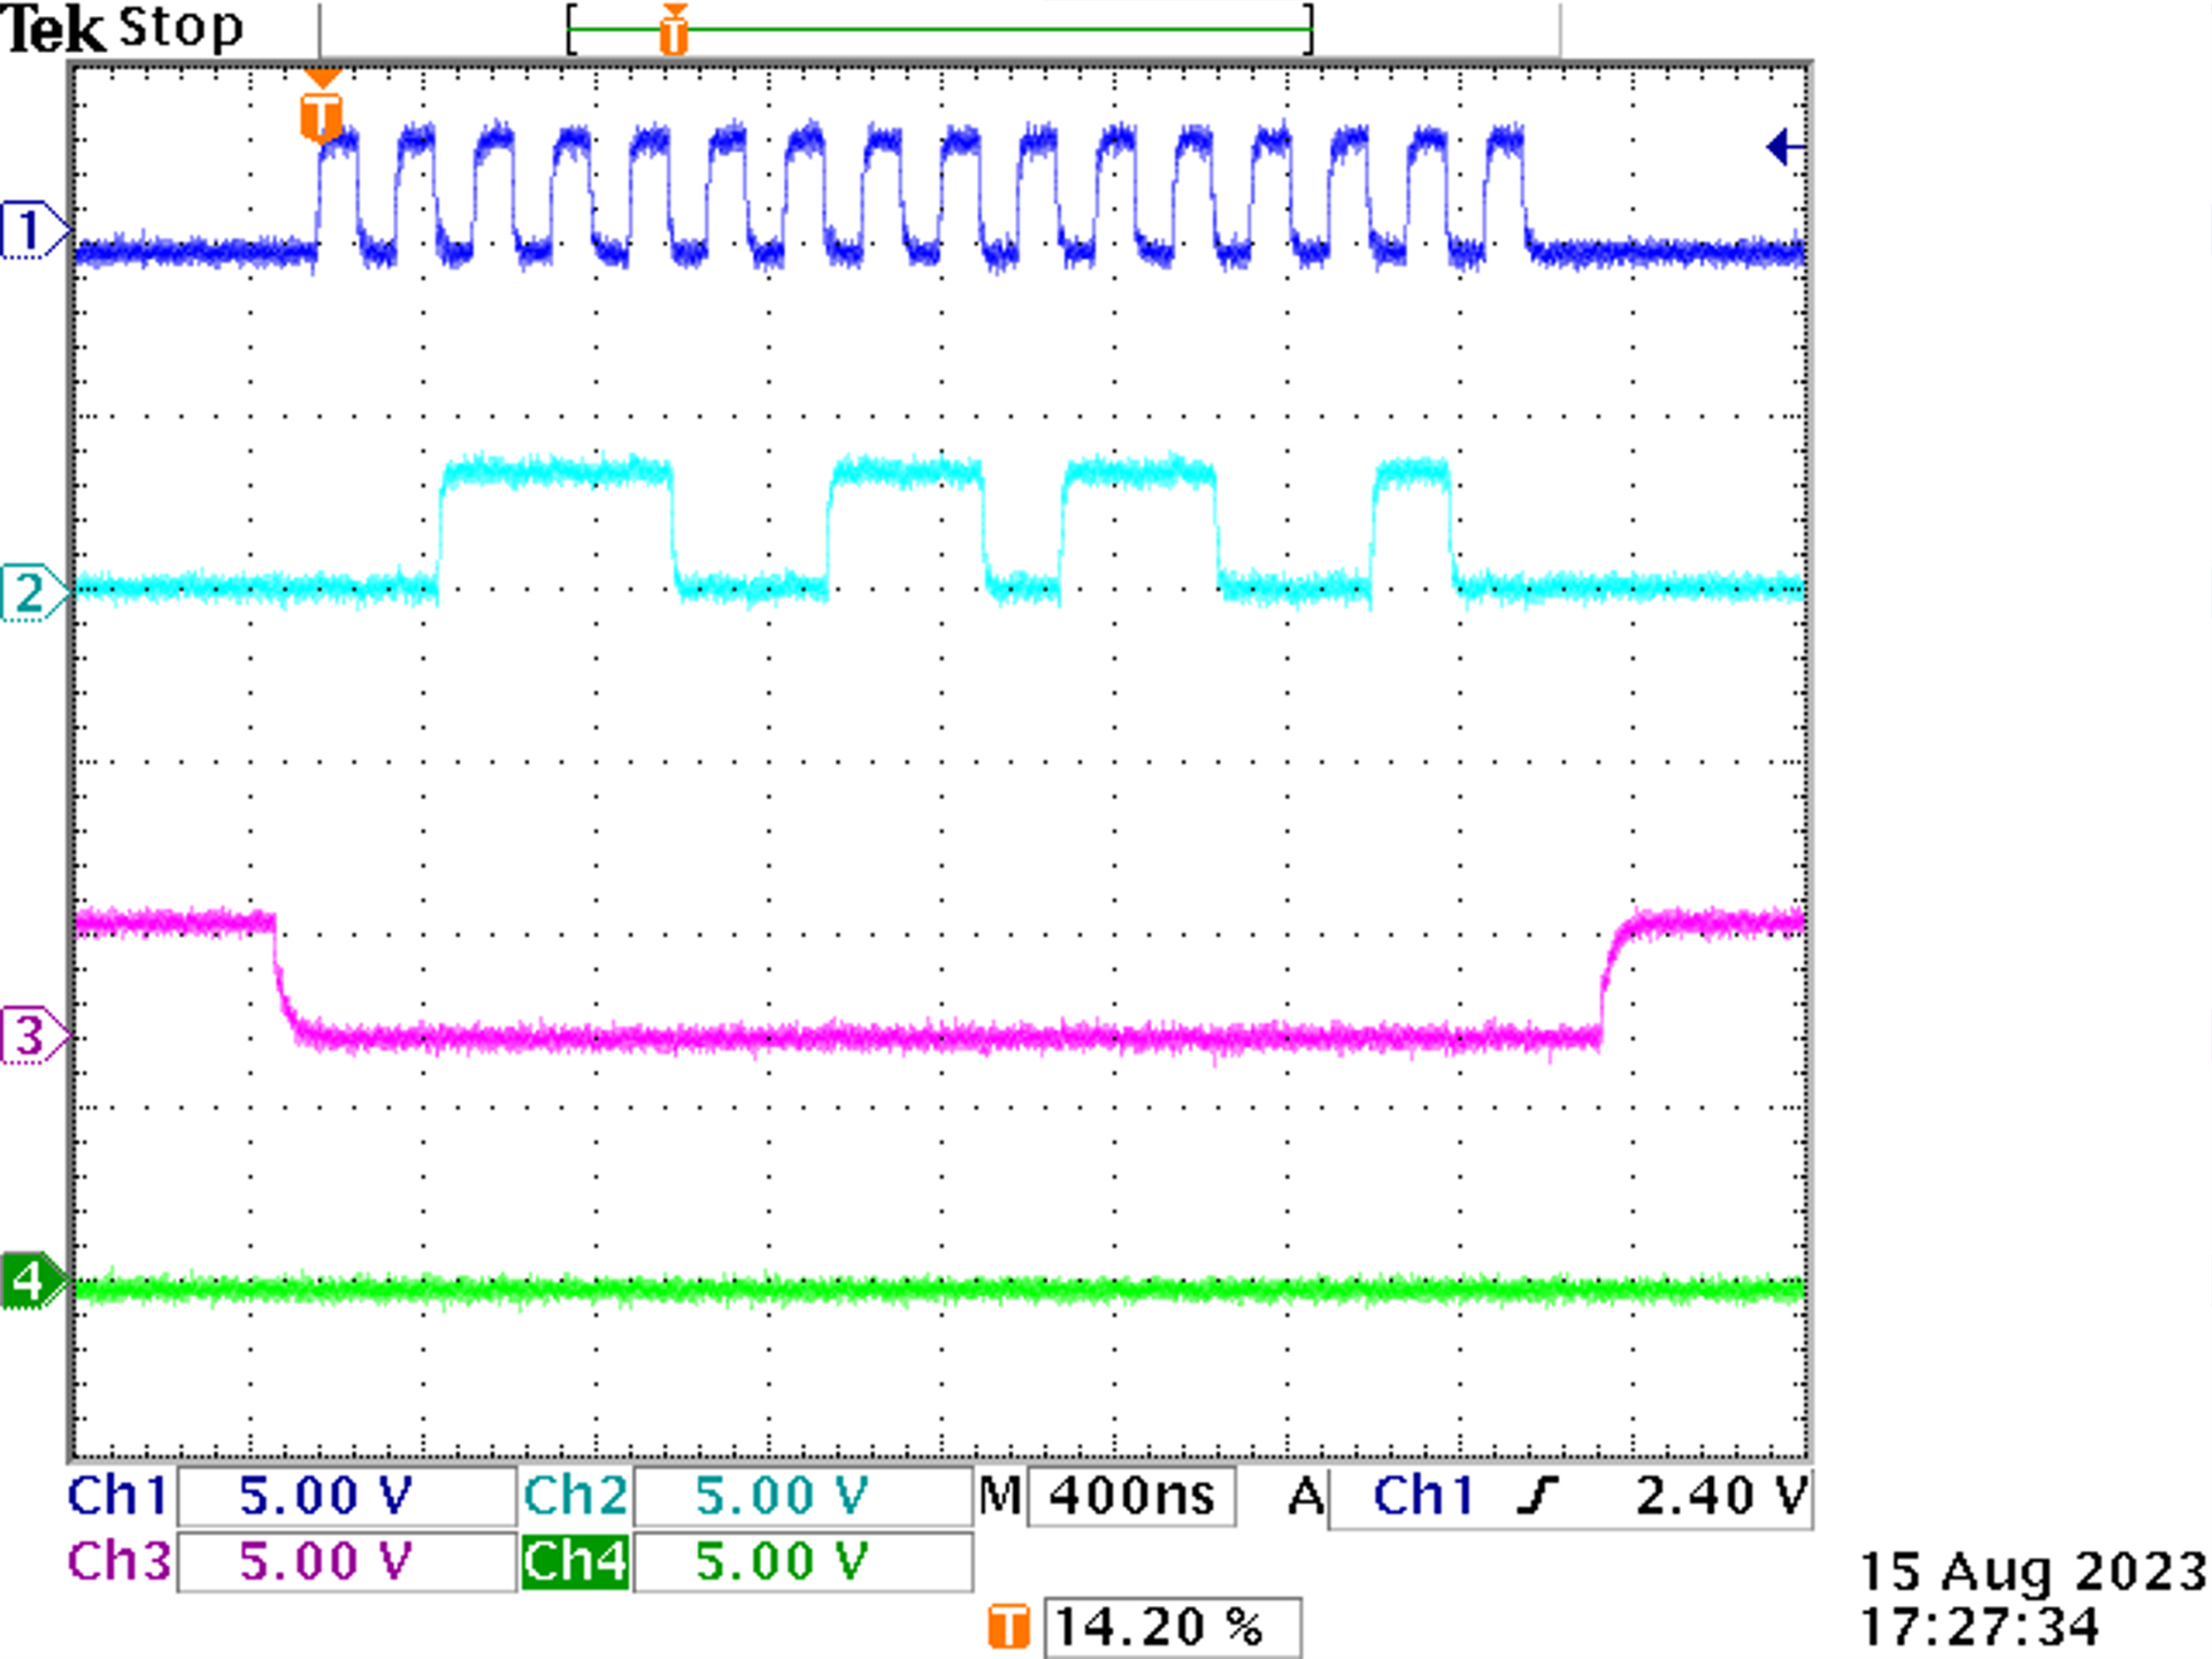 Tek Stop
T
T
1
2
3
4
Ch1 5.00 V Ch2 5.00 V M 400ns A Ch1 2.40 V
Ch3 5.00 V Ch4 5.00 V
T 14.20 %
15 Aug 2023
17:27:34